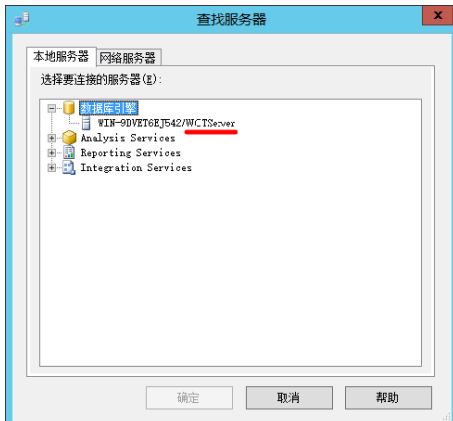 查找服务器
x
本地服务器 网络服务器
选择要连接的服务器(E):
数据库引擎
WIN-9DVET6EJ542/WCTServer
Analysis Services
Reporting Services
Integration Services
确定 取消 帮助